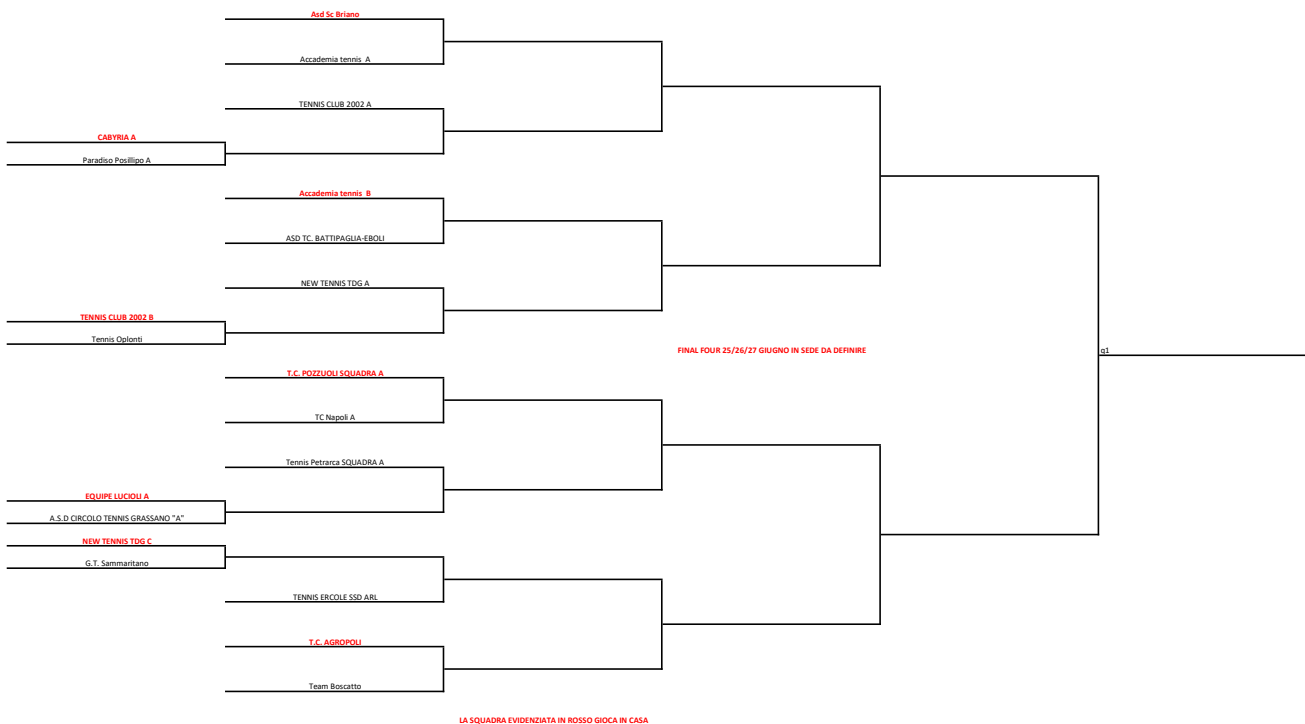 Asd Sc Briano
Accademia tennis  A
TENNIS CLUB 2002 A
CABYRIA A
Paradiso Posillipo A
Accademia tennis  B
ASD TC. BATTIPAGLIA-EBOLI
NEW TENNIS TDG A
TENNIS CLUB 2002 B
Tennis Oplonti
FINAL FOUR 25/26/27 GIUGNO IN SEDE DA DEFINIRE
q1
T.C. POZZUOLI SQUADRA A
TC Napoli A
Tennis Petrarca SQUADRA A
EQUIPE LUCIOLI A
A.S.D CIRCOLO TENNIS GRASSANO "A"
NEW TENNIS TDG C
G.T. Sammaritano
TENNIS ERCOLE SSD ARL
T.C. AGROPOLI
Team Boscatto
LA SQUADRA EVIDENZIATA IN ROSSO GIOCA IN CASA